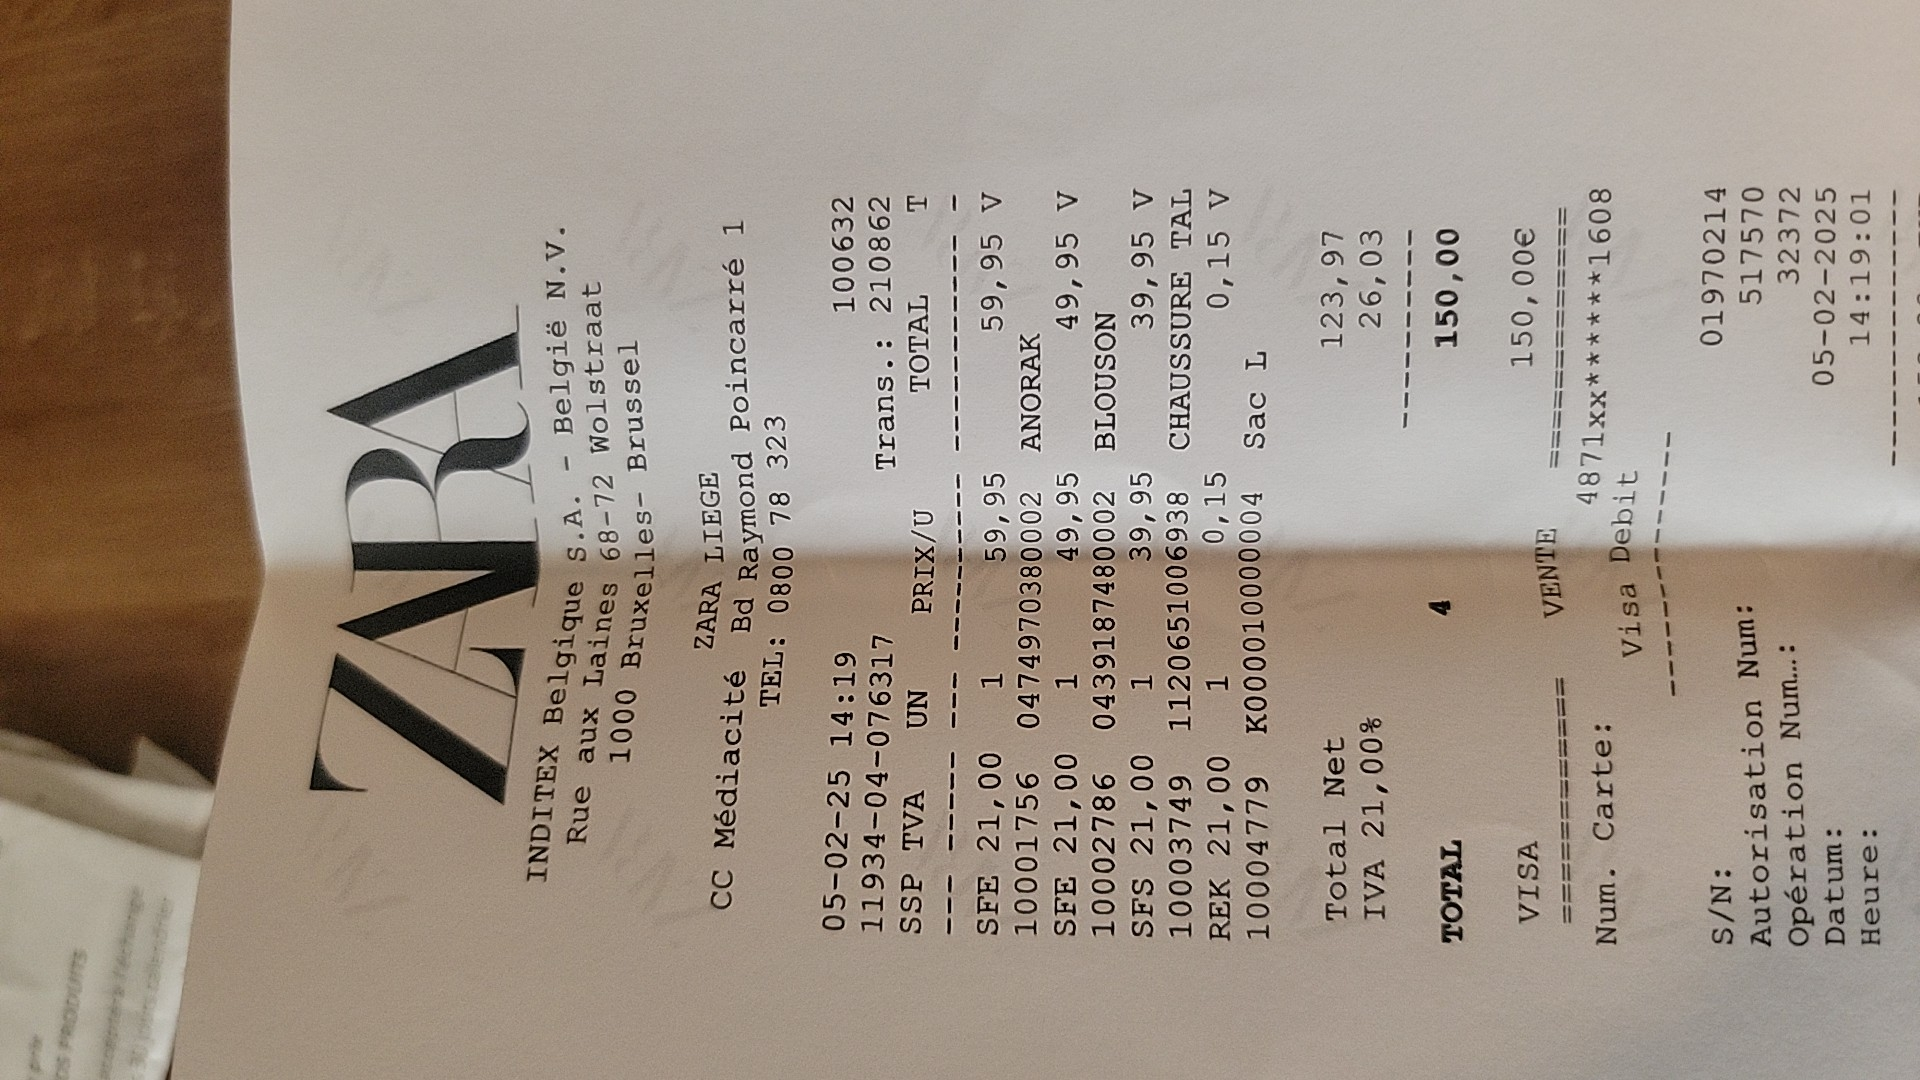 ZARA
INDITEX Belgique S.A. - België N.V.
Rue aux Laines 68-72 Wolstraat
1000 Bruxelles- Brussel
ZARA LIEGE
CC Médiacité Bd Raymond Poincarré 1
TEL: 0800 78 323
05-02-25 14:19 100632
11934-04-076317 Trans.: 210862
SSP TVA UN PRIX/U TOTAL T
--- ----- --- -------- ----------- -
SFE 21,00 1 59,95 59,95 V
10001756 0474970380002 ANORAK
SFE 21,00 1 49,95 49,95 V
10002786 0439187480002 BLOUSON
SFS 21,00 1 39,95 39,95 V
10003749 1120651006938 CHAUSSURE TAL
REK 21,00 1 0,15 0,15 V
10004779 K0000100000004 Sac L
Total Net 123,97
IVA 21,00% 26,03
----------
TOTAL 4 150,00
VISA 150,00€
============= VENTE ==============
Num. Carte: 4871xx********1608
Visa Debit
--------------
S/N: 01970214
Autorisation Num: 517570
Opération Num…: 32372
Datum: 05-02-2025
Heure: 14:19:01
--------------
DS PRODUITS